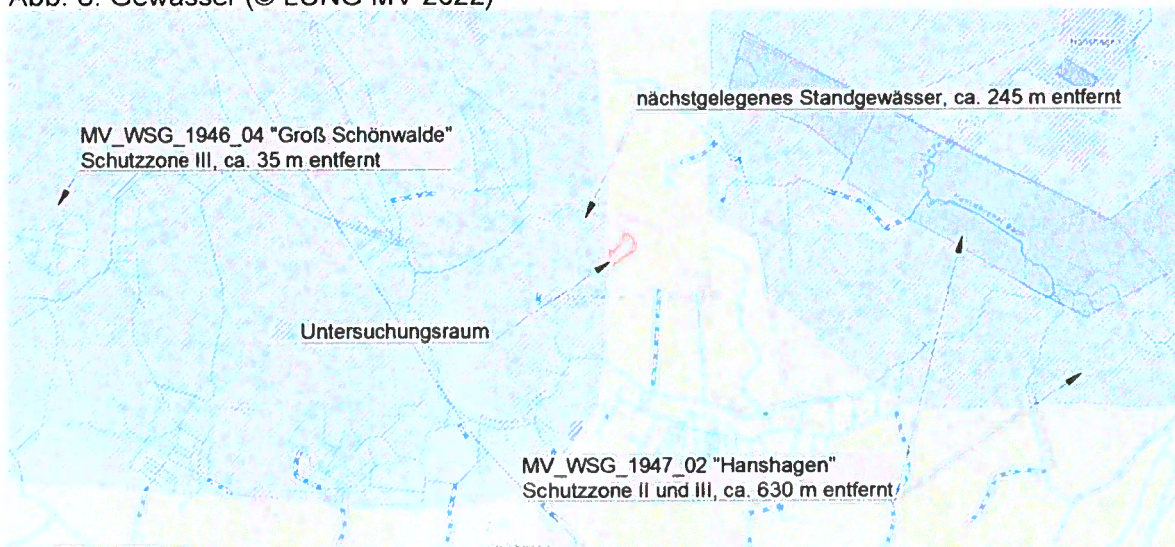 nächstgelegenes Standgewässer, ca. 245 m entfernt
MV_WSG_1946_04 "Groß Schönwalde"
Schutzzone III, ca. 35 m entfernt
Untersuchungsraum
MV_WSG_1947_02 "Hanshagen"
Schutzzone II und III, ca. 630 m entfernt
Hanshagen